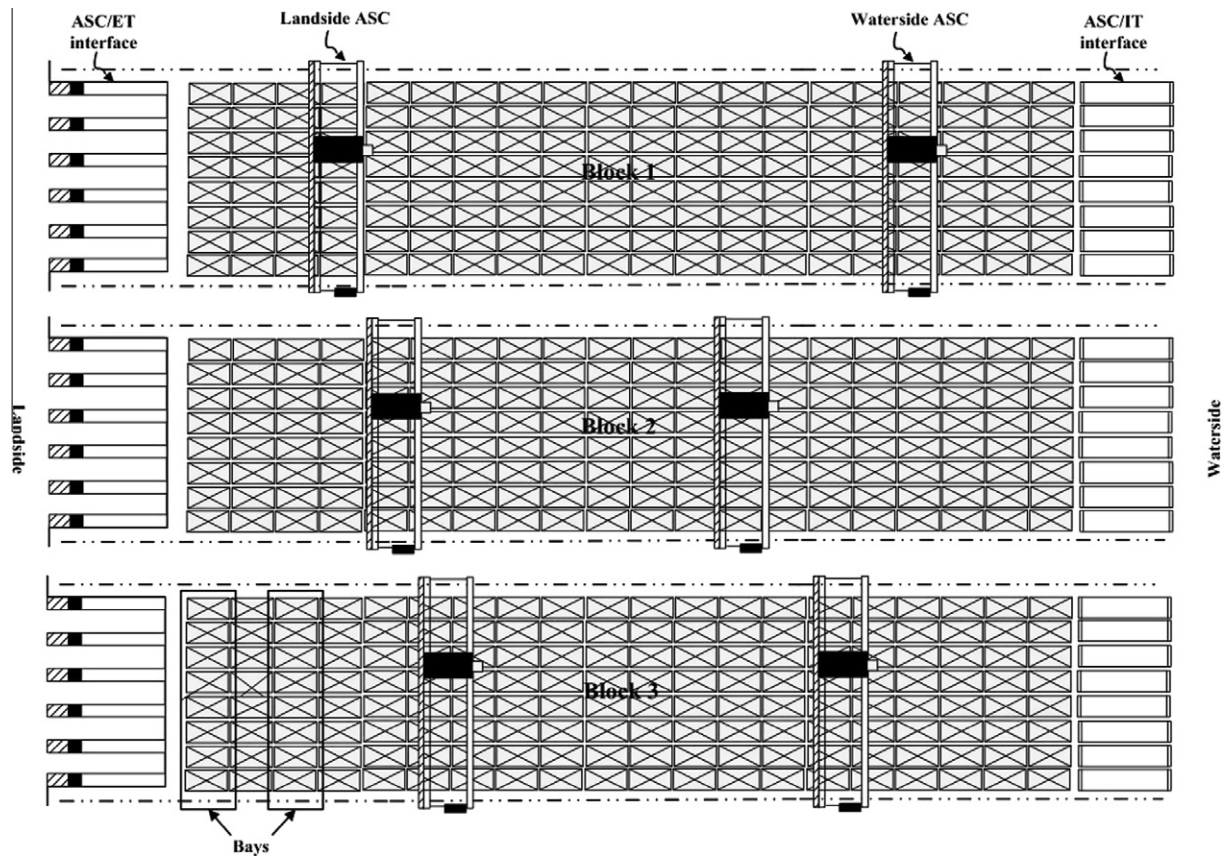 ASC/ET
interface
Landside ASC
Waterside ASC
ASC/IT
interface
Block 1
Landside
Block 2
Waterside
Block 3
Bays